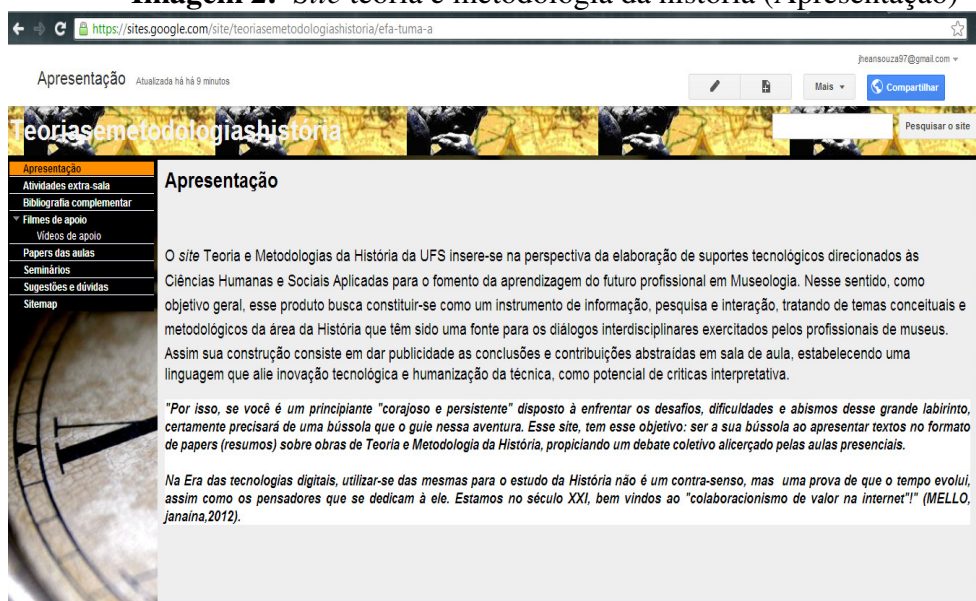 Imagem 2: Site teoria e metodologia da história (Apresentação)
https://sites.google.com/site/teoriasemetodologiashistoria/efa-tuma-a
jheansouza97@gmail.com
Apresentação Atualizada há há 9 minutos
Mais
Compartilhar
Teoriasemetodologiashistória
Pesquisar o site
Apresentação
Atividades extra-sala
Bibliografia complementar
Filmes de apoio
Vídeos de apoio
Papers das aulas
Seminários
Sugestões e dúvidas
Sitemap
Apresentação
O site Teoria e Metodologias da História da UFS insere-se na perspectiva da elaboração de suportes tecnológicos direcionados às
Ciências Humanas e Sociais Aplicadas para o fomento da aprendizagem do futuro profissional em Museologia. Nesse sentido, como
objetivo geral, esse produto busca constituir-se como um instrumento de informação, pesquisa e interação, tratando de temas conceituais e
metodológicos da área da História que têm sido uma fonte para os diálogos interdisciplinares exercitados pelos profissionais de museus.
Assim sua construção consiste em dar publicidade as conclusões e contribuições abstraídas em sala de aula, estabelecendo uma
linguagem que alie inovação tecnológica e humanização da técnica, como potencial de criticas interpretativa.
"Por isso, se você é um principiante "corajoso e persistente" disposto à enfrentar os desafios, dificuldades e abismos desse grande labirinto,
certamente precisará de uma bússola que o guie nessa aventura. Esse site, tem esse objetivo: ser a sua bússola ao apresentar textos no formato
de papers (resumos) sobre obras de Teoria e Metodologia da História, propiciando um debate coletivo alicerçado pelas aulas presenciais.
Na Era das tecnologias digitais, utilizar-se das mesmas para o estudo da História não é um contra-senso, mas uma prova de que o tempo evolui,
assim como os pensadores que se dedicam à ele. Estamos no século XXI, bem vindos ao "colaboracionismo de valor na internet"!" (MELLO,
janaína,2012).